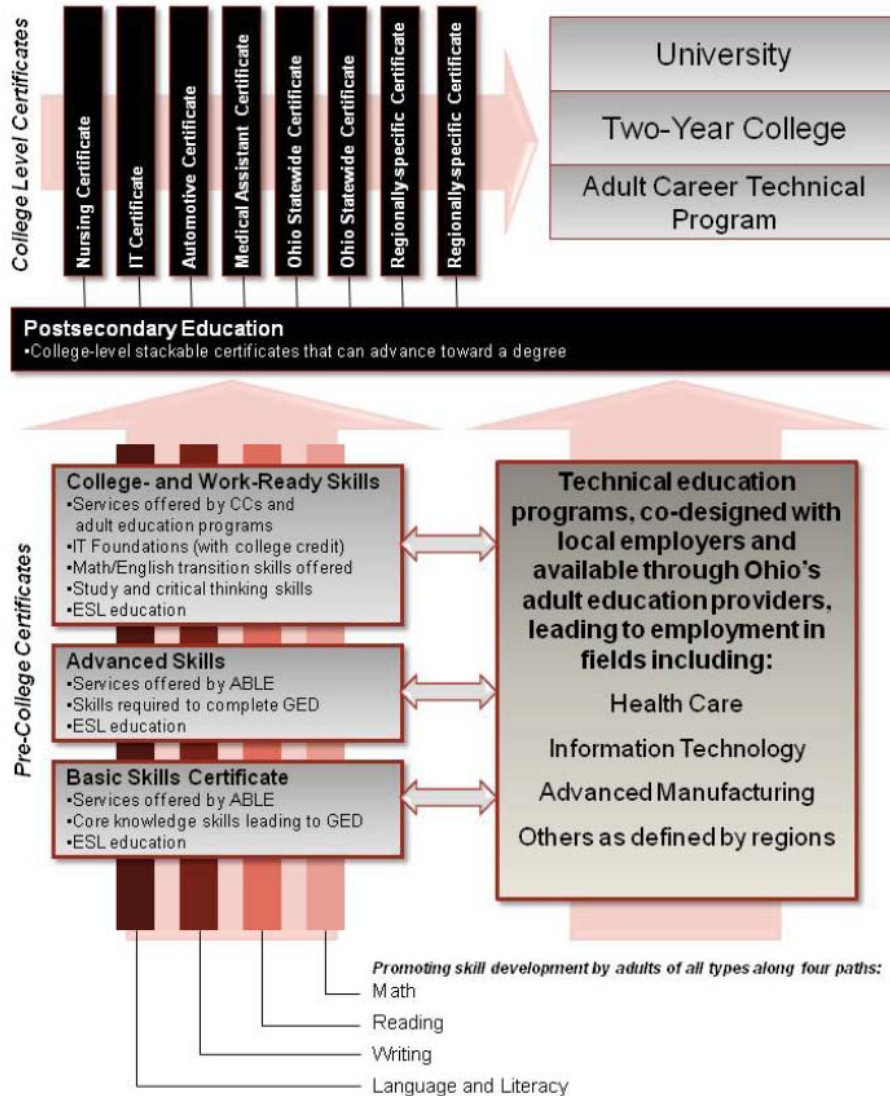 College Level Certificates
Nursing Certificate
IT Certificate
Automotive Certificate
Medical Assistant Certificate
Ohio Statewide Certificate
Ohio Statewide Certificate
Regionally-specific Certificate
Regionally-specific Certificate
University
Two-Year College
Adult Career Technical
Program
Postsecondary Education
▪College-level stackable certificates that can advance toward a degree
Pre-College Certificates
College- and Work-Ready Skills
▪Services offered by CCs and
adult education programs
▪IT Foundations (with college credit)
▪Math/English transition skills offered
▪Study and critical thinking skills
▪ESL education
Advanced Skills
▪Services offered by ABLE
▪Skills required to complete GED
▪ESL education
Basic Skills Certificate
▪Services offered by ABLE
▪Core knowledge skills leading to GED
▪ESL education
Technical education
programs, co-designed with
local employers and
available through Ohio's
adult education providers,
leading to employment in
fields including:
Health Care
Information Technology
Advanced Manufacturing
Others as defined by regions
Promoting skill development by adults of all types along four paths:
Math
Reading
Writing
Language and Literacy